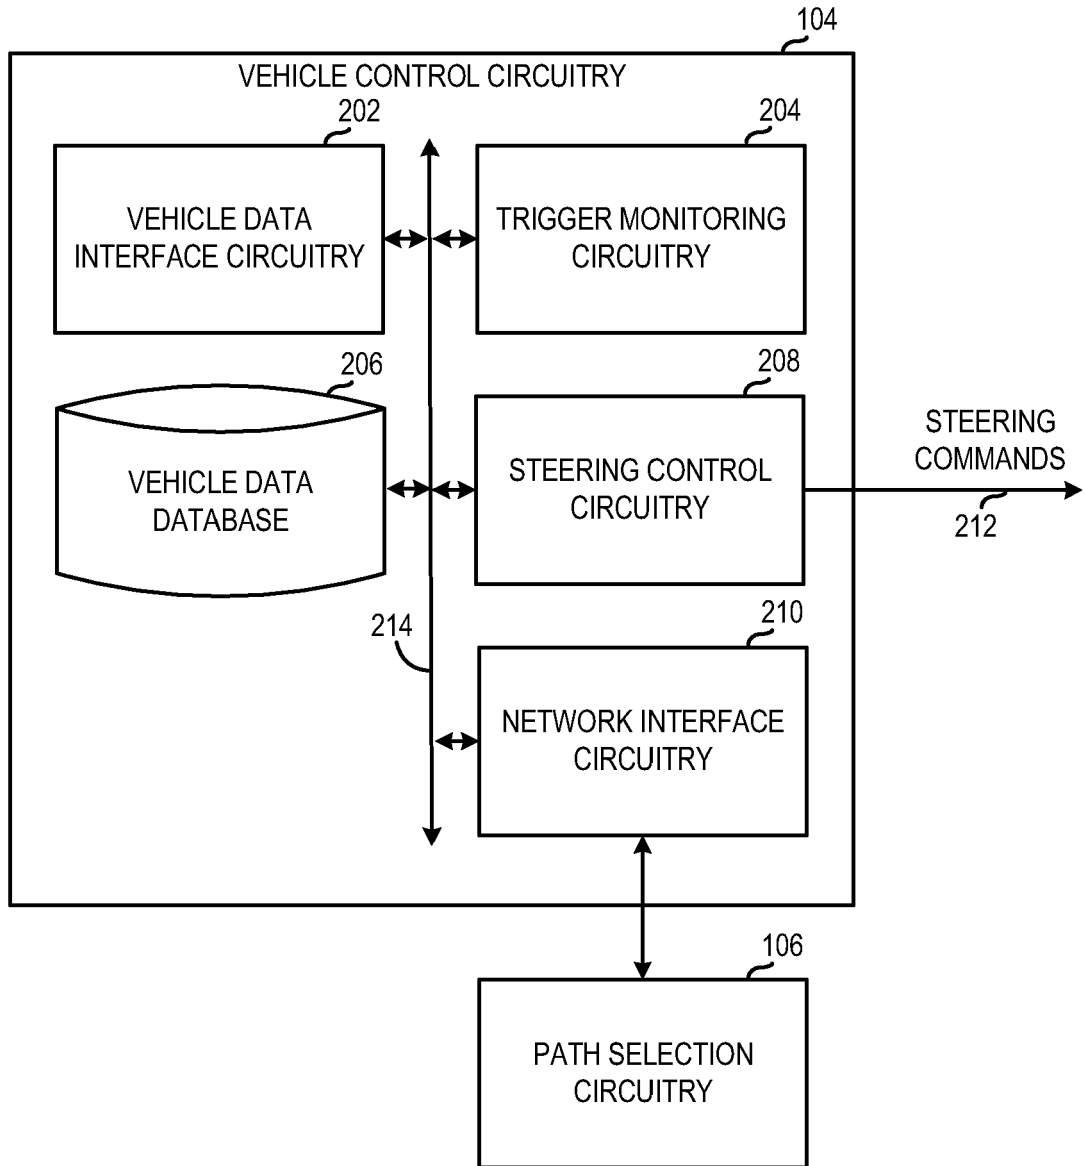 104
VEHICLE CONTROL CIRCUITRY
202
204
VEHICLE DATA
INTERFACE CIRCUITRY
TRIGGER MONITORING
CIRCUITRY
206
208
VEHICLE DATA
DATABASE
STEERING CONTROL
CIRCUITRY
STEERING
COMMANDS
212
214
210
NETWORK INTERFACE
CIRCUITRY
106
PATH SELECTION
CIRCUITRY